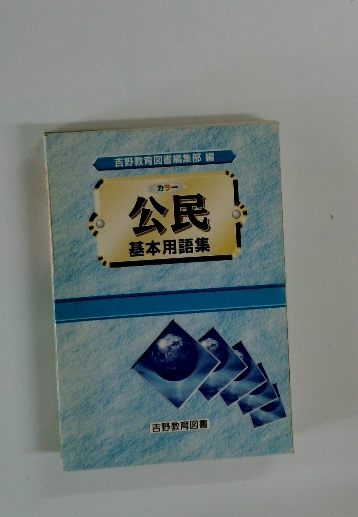 吉野教育図書編集部 編
カラー
公民
基本用語集
吉野教育図書